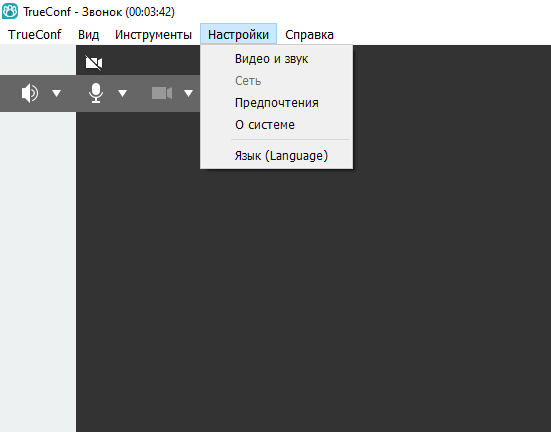 TrueConf - Звонок (00:03:42)
TrueConf Вид Инструменты Настройки Справка
Видео и звук
Сеть
Предпочтения
О системе
Язык (Language)